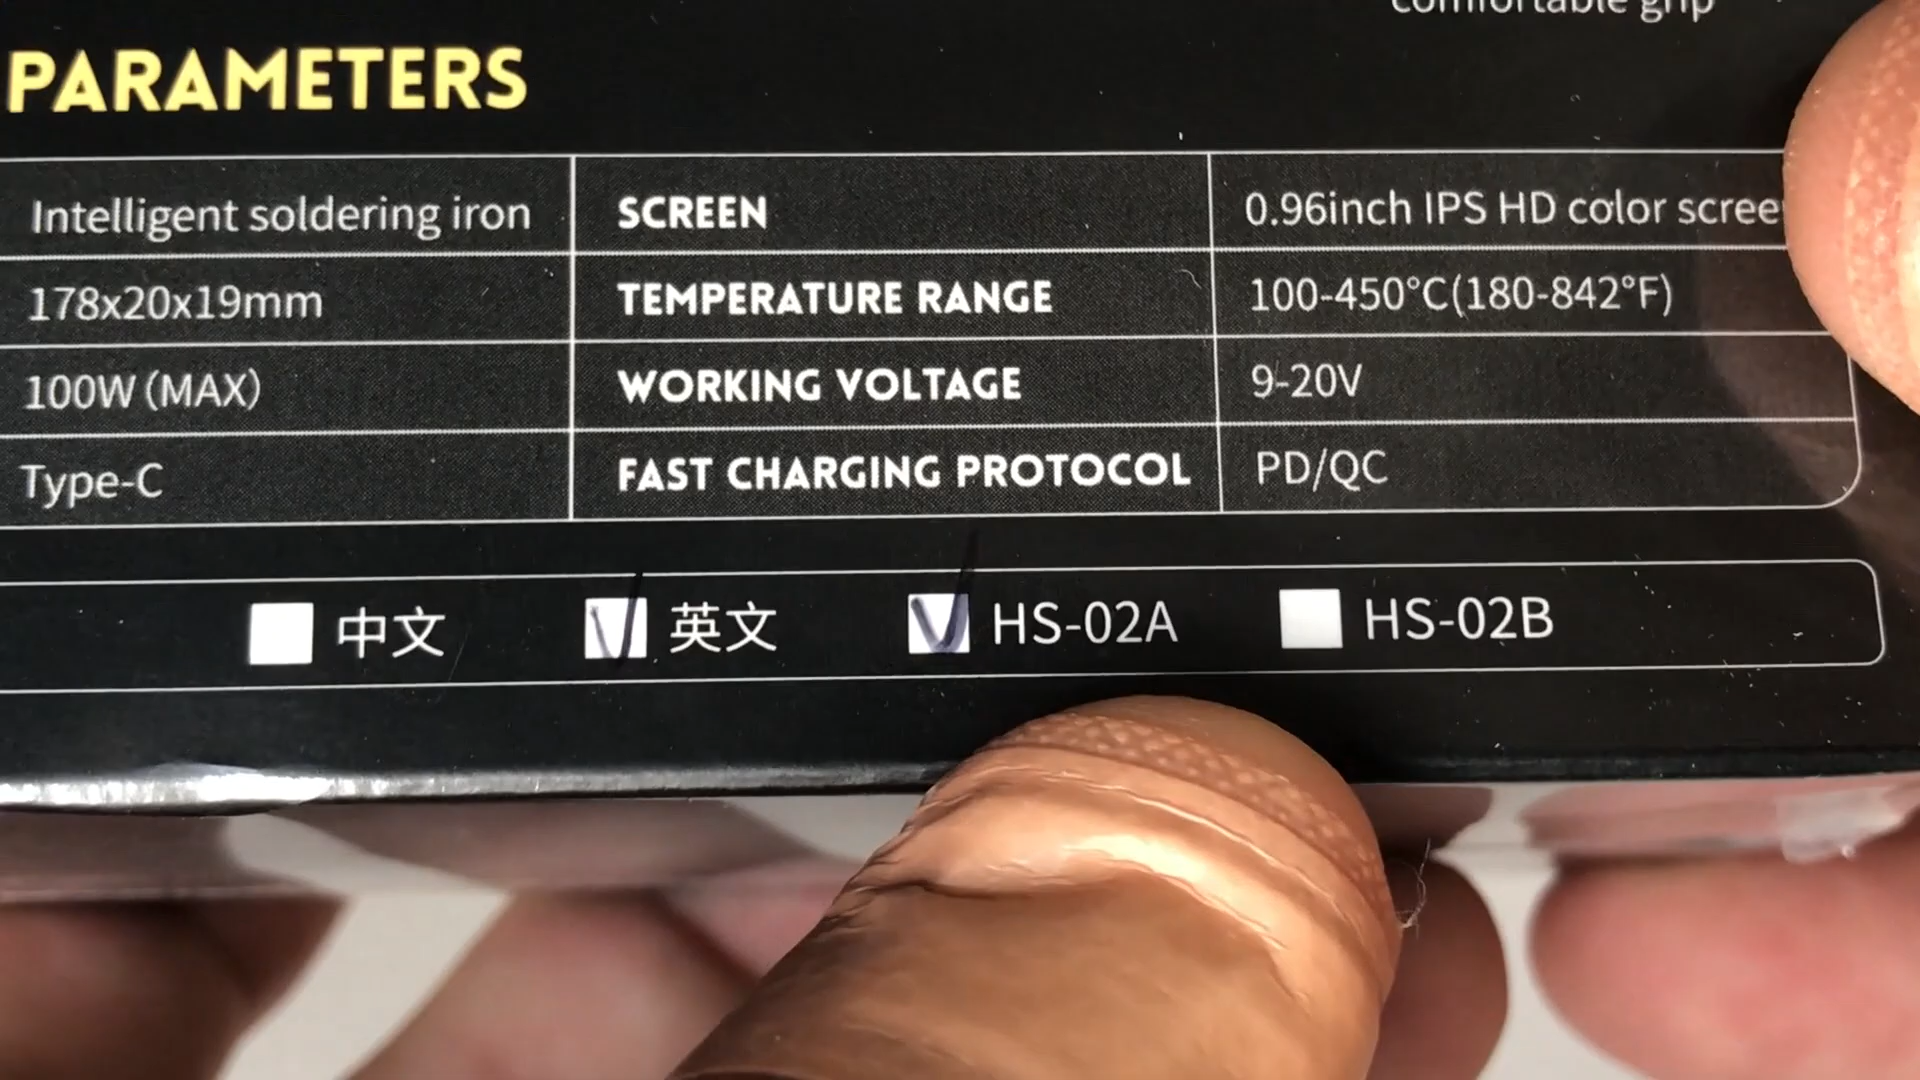 comfortable grip
PARAMETERS
Intelligent soldering iron SCREEN 0.96inch IPS HD color scree
178x20x19mm TEMPERATURE RANGE 100-450°C(180-842°F)
100W (MAX) WORKING VOLTAGE 9-20V
Type-C FAST CHARGING PROTOCOL PD/QC
中文 英文 HS-02A HS-02B